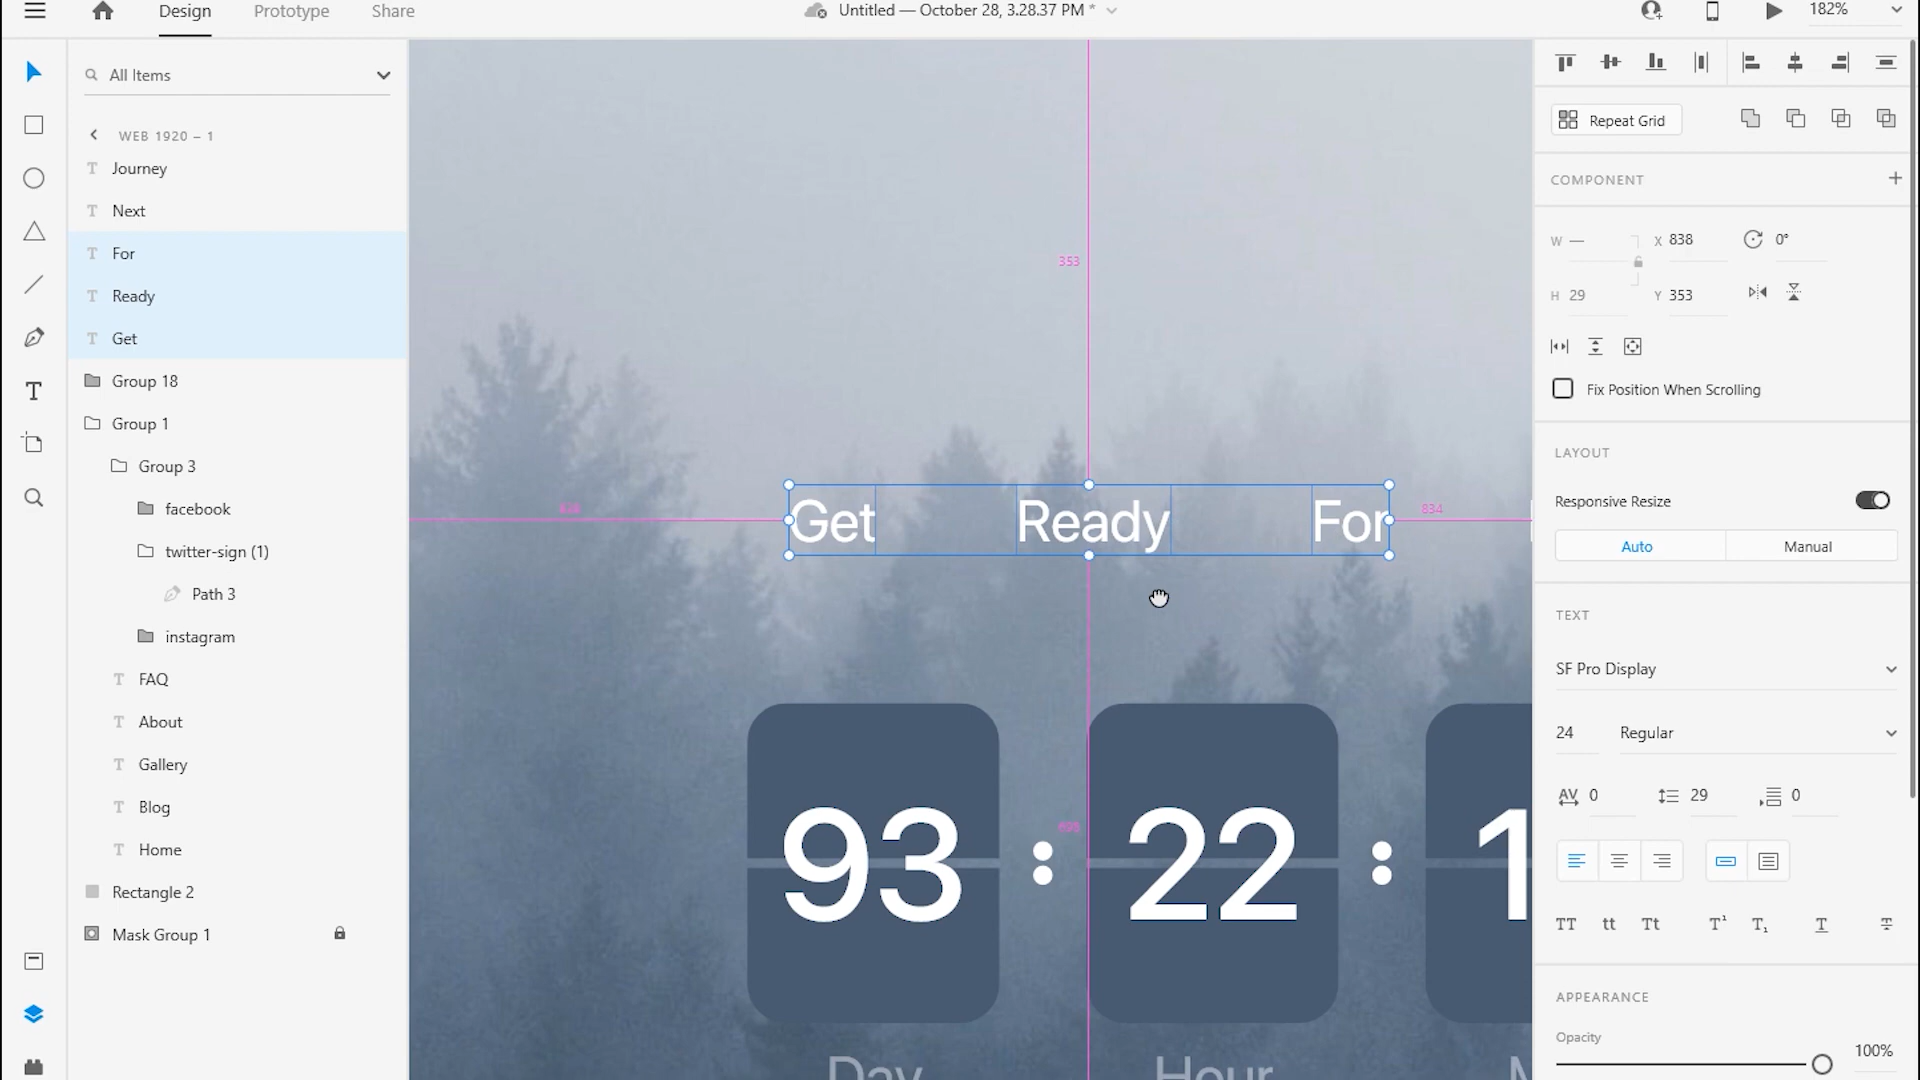 Design
Prototype
Share
Untitled — October 28, 3.28.37 PM *
182%
All Items
WEB 1920 – 1
Journey
Next
For
Ready
Get
Group 18
Group 1
Group 3
facebook
twitter-sign (1)
Path 3
instagram
FAQ
About
Gallery
Blog
Home
Rectangle 2
Mask Group 1
353
834
Get Ready For
93 : 22 : 1
Day
Hour
Repeat Grid
COMPONENT
W —
X 838
0°
H 29
Y 353
Fix Position When Scrolling
LAYOUT
Responsive Resize
Auto
Manual
TEXT
SF Pro Display
24
Regular
AV 0
29
0
TT
tt
Tt
T¹
T₁
T
T
APPEARANCE
Opacity
100%